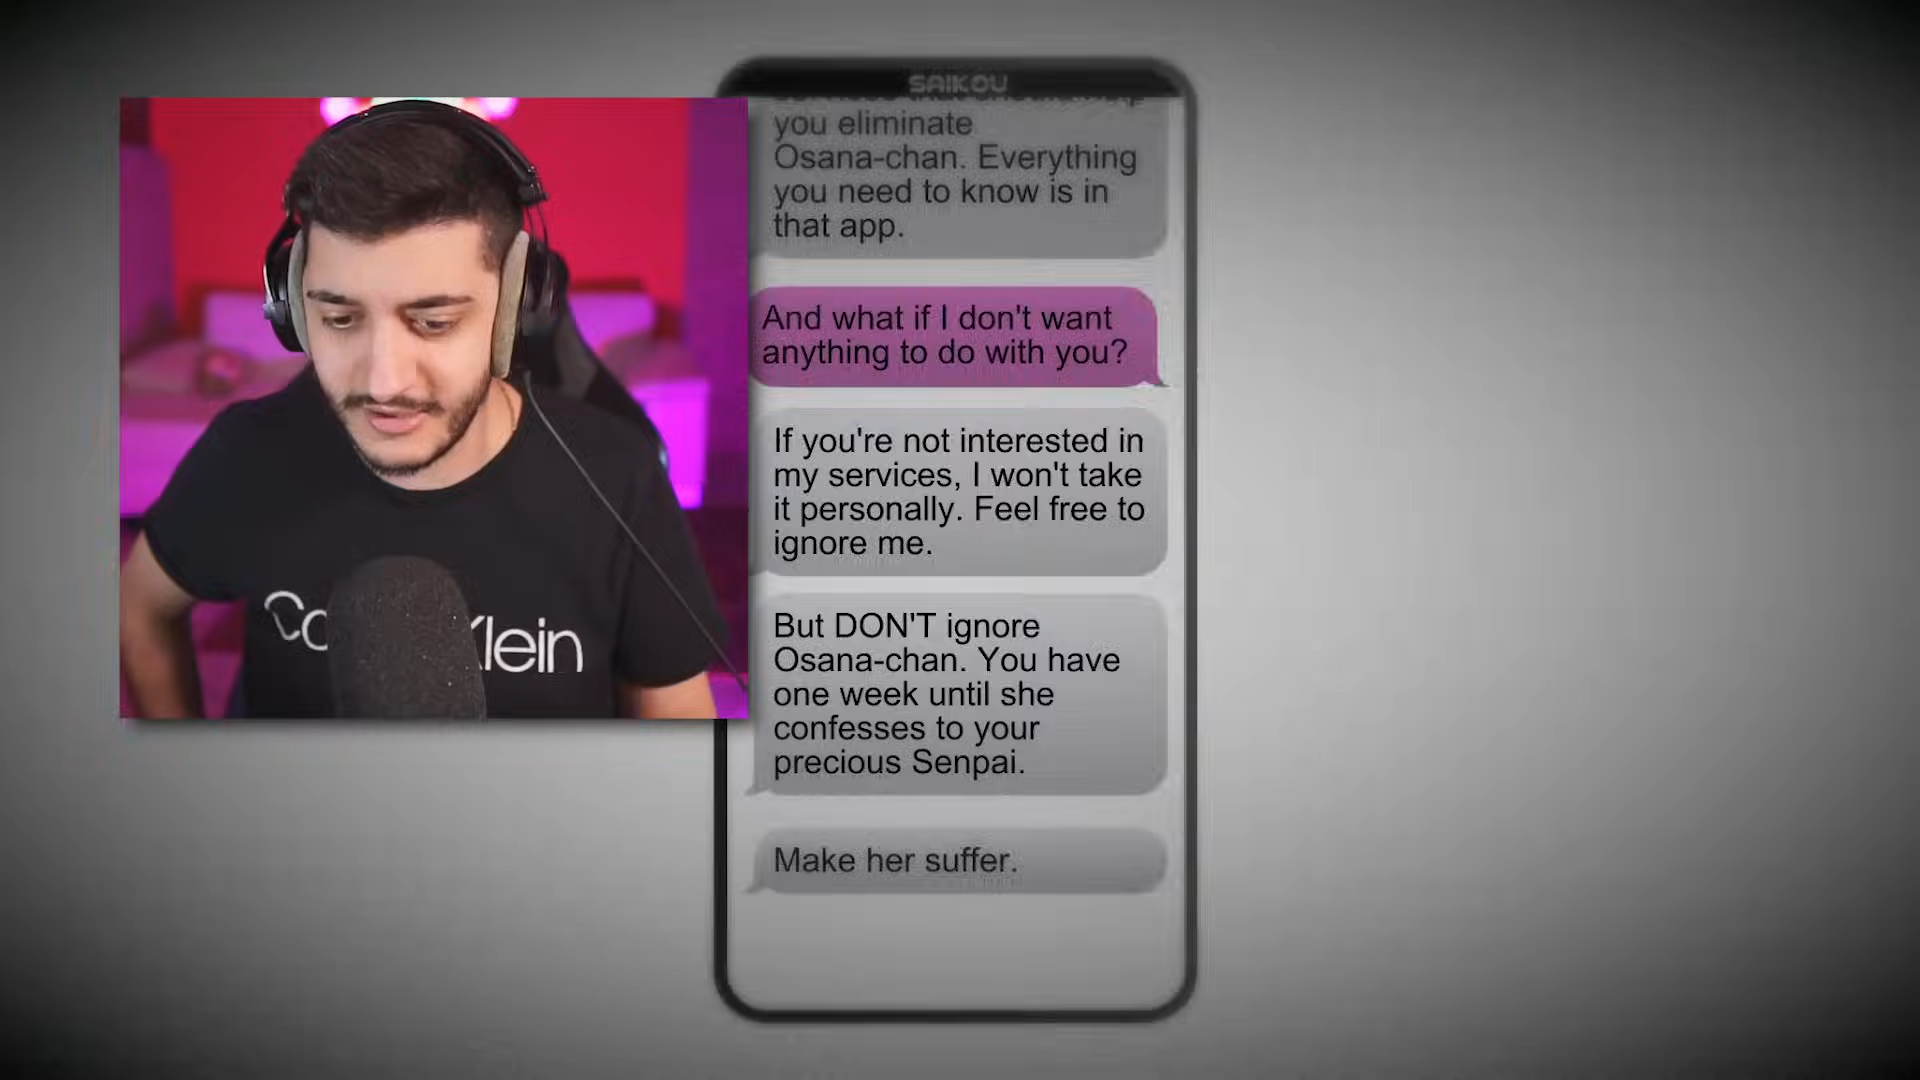 SAIKOU
you eliminate
Osana-chan. Everything
you need to know is in
that app.
And what if I don't want
anything to do with you?
If you're not interested in
my services, I won't take
it personally. Feel free to
ignore me.
But DON'T ignore
Osana-chan. You have
one week until she
confesses to your
precious Senpai.
Make her suffer.
Klein